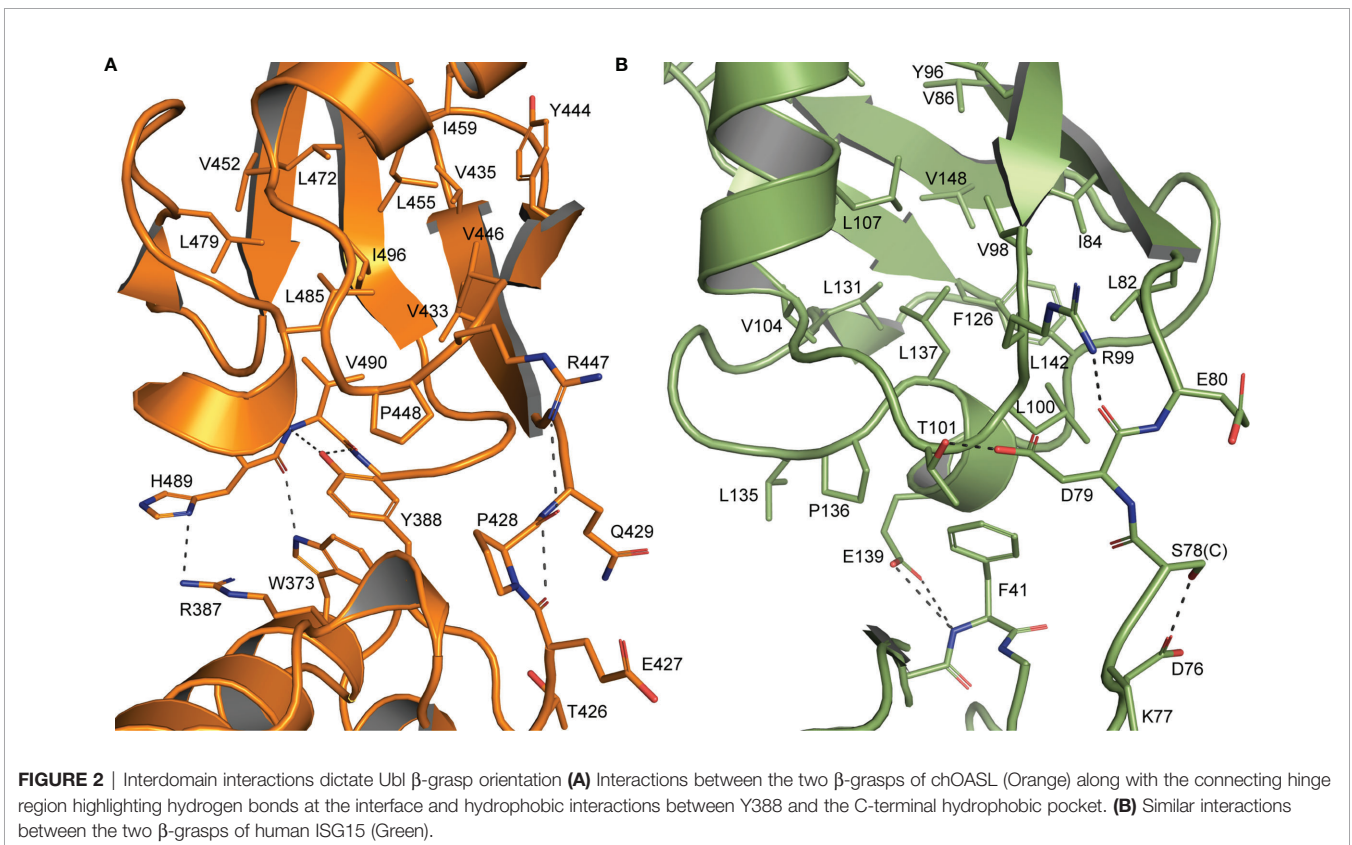 A
B
Y96
V86
I459
Y444
V452
L472
V435
L455
V148
L107
V446
I84
L479
I496
V98
L485
L82
V433
L131
F126
V104
R447
L137
L142
R99
V490
E80
P448
L100
T101
H489
D79
L135
P136
Y388
P428
Q429
S78(C)
E139
W373
F41
R387
E427
D76
T426
K77
FIGURE 2 | Interdomain interactions dictate Ubl β-grasp orientation (A) Interactions between the two β-grasps of chOASL (Orange) along with the connecting hinge
region highlighting hydrogen bonds at the interface and hydrophobic interactions between Y388 and the C-terminal hydrophobic pocket. (B) Similar interactions
between the two β-grasps of human ISG15 (Green).